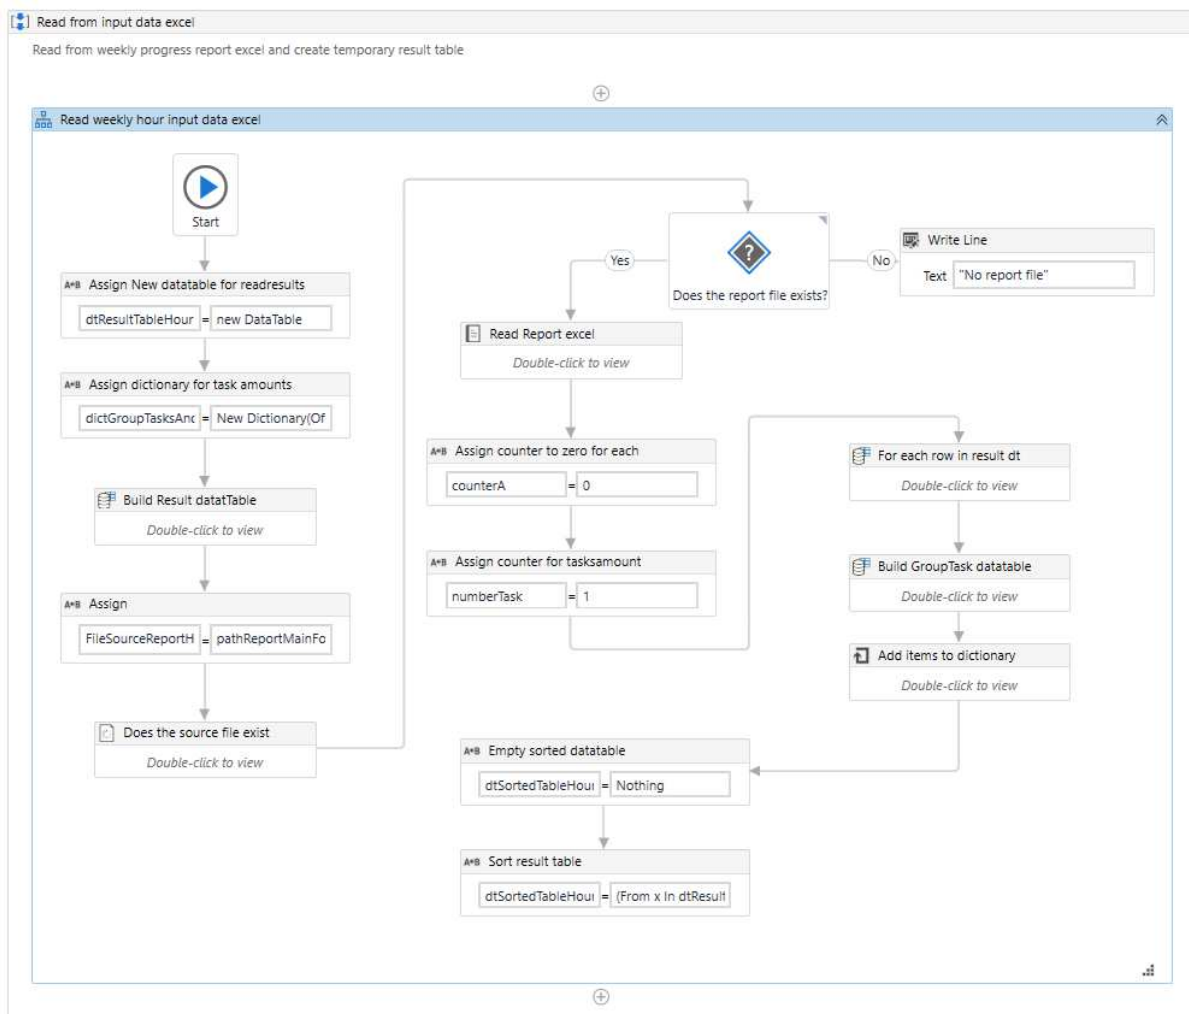 Read from input data excel
Read from weekly progress report excel and create temporary result table
Read weekly hour input data excel
Start
A*B Assign New datatable for readresults
dtResultTableHour = new DataTable
A*B Assign dictionary for task amounts
dictGroupTasksAnc = New Dictionary(Of
Build Result datatTable
Double-click to view
A*B Assign
FileSourceReportH = pathReportMainFo
Does the source file exist
Double-click to view
?
Does the report file exists?
Yes
No
Write Line
Text "No report file"
Read Report excel
Double-click to view
A*B Assign counter to zero for each
counterA = 0
A*B Assign counter for tasksamount
numberTask = 1
For each row in result dt
Double-click to view
Build GroupTask datatable
Double-click to view
Add items to dictionary
Double-click to view
A*B Empty sorted datatable
dtSortedTableHour = Nothing
A*B Sort result table
dtSortedTableHour = (From x In dtResult